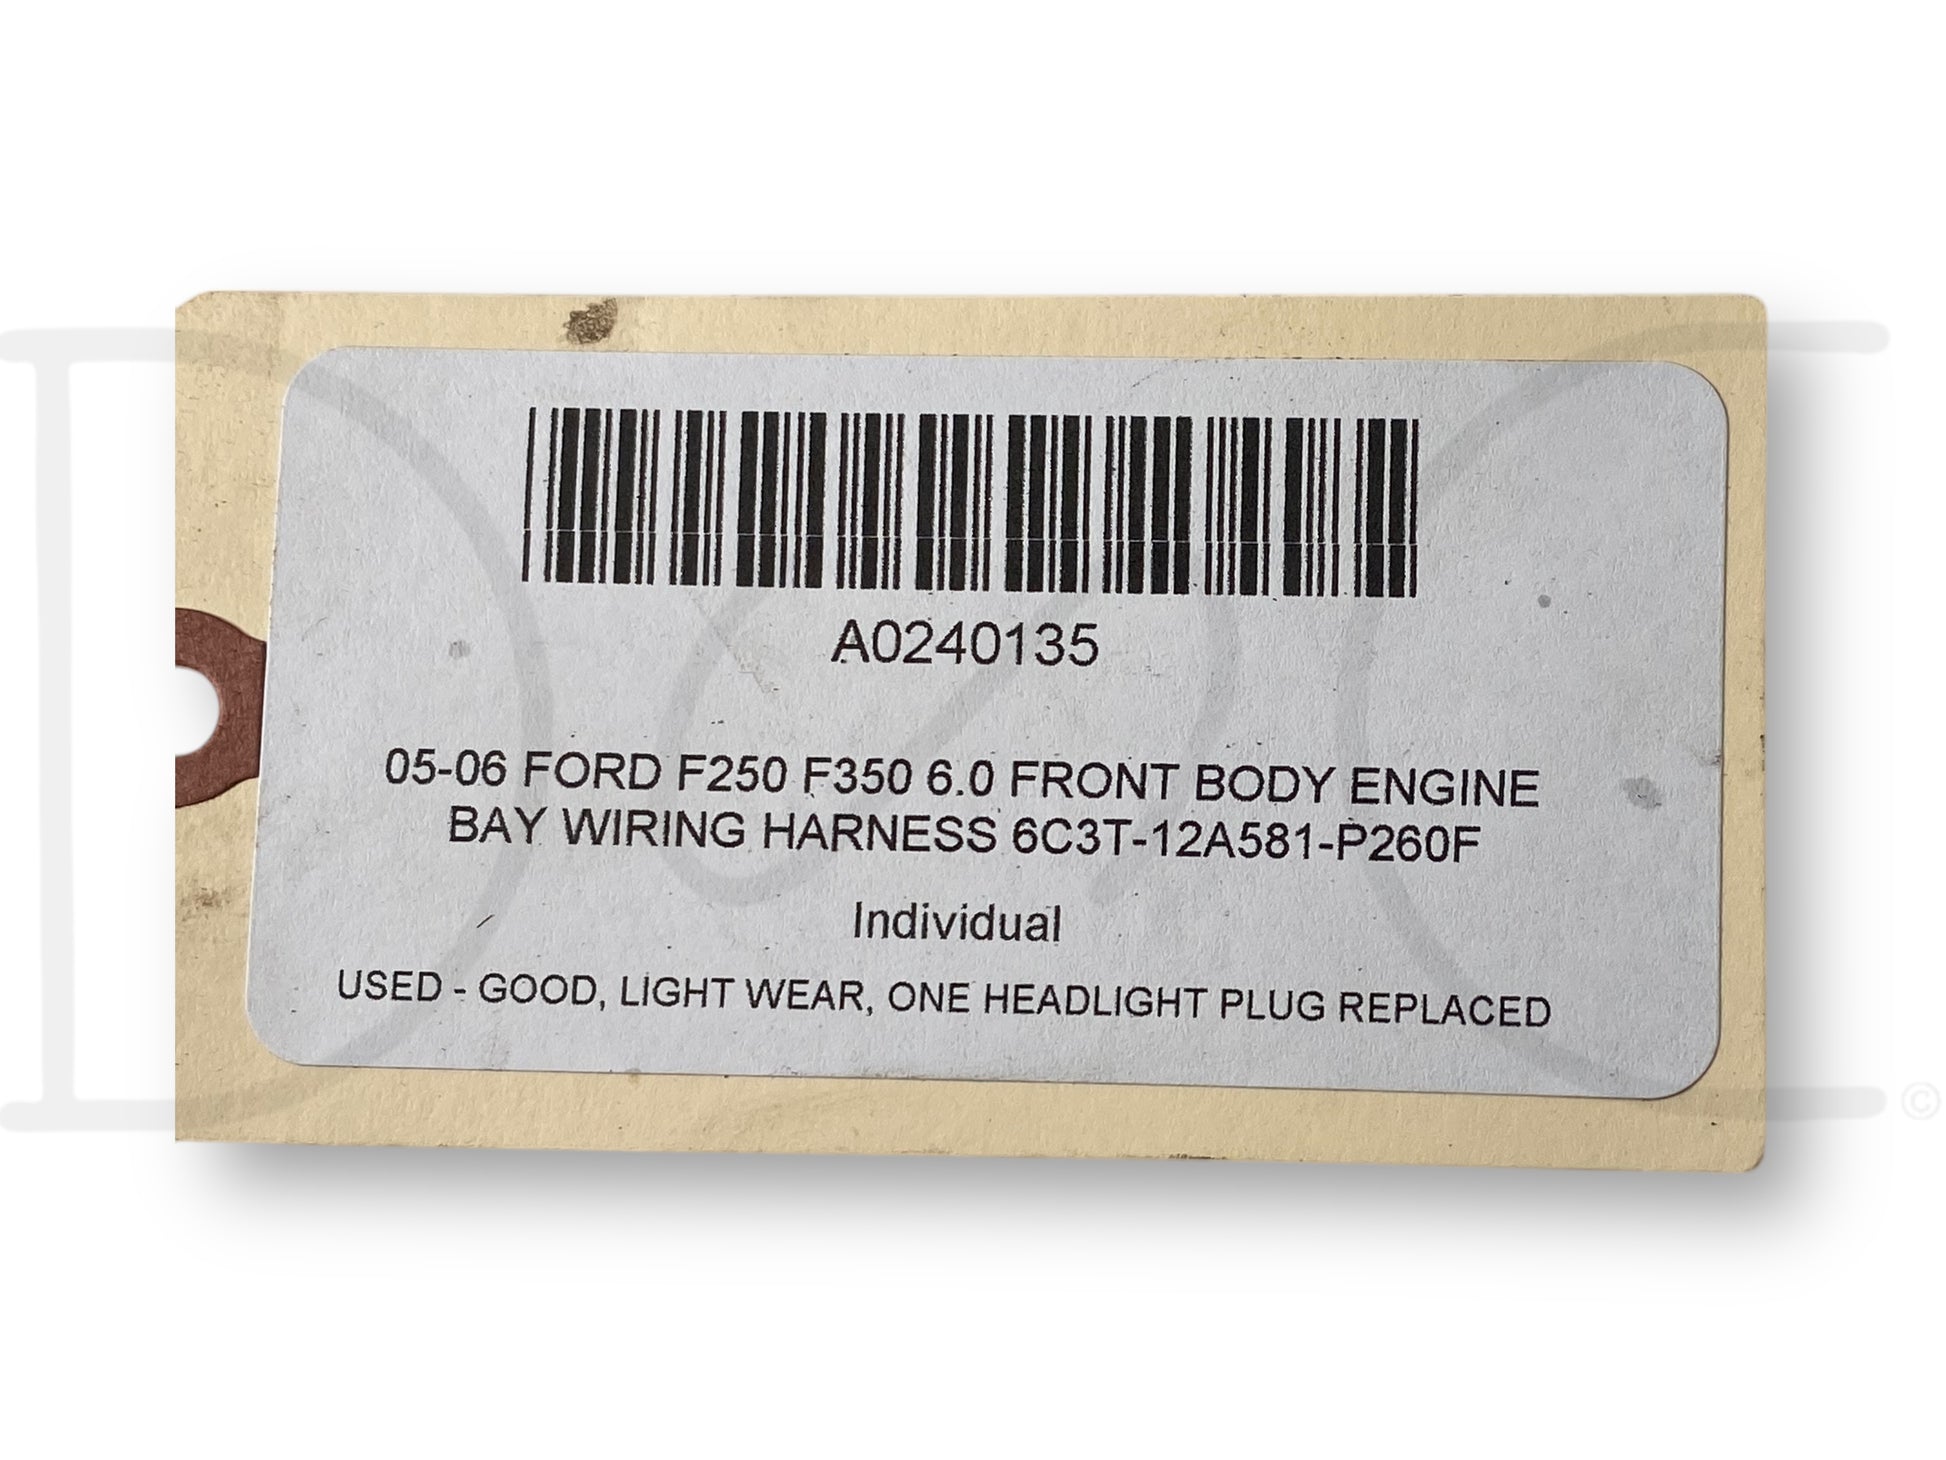 A0240135
05-06 FORD F250 F350 6.0 FRONT BODY ENGINE
BAY WIRING HARNESS 6C3T-12A581-P260F
Individual
USED - GOOD, LIGHT WEAR, ONE HEADLIGHT PLUG REPLACED
©